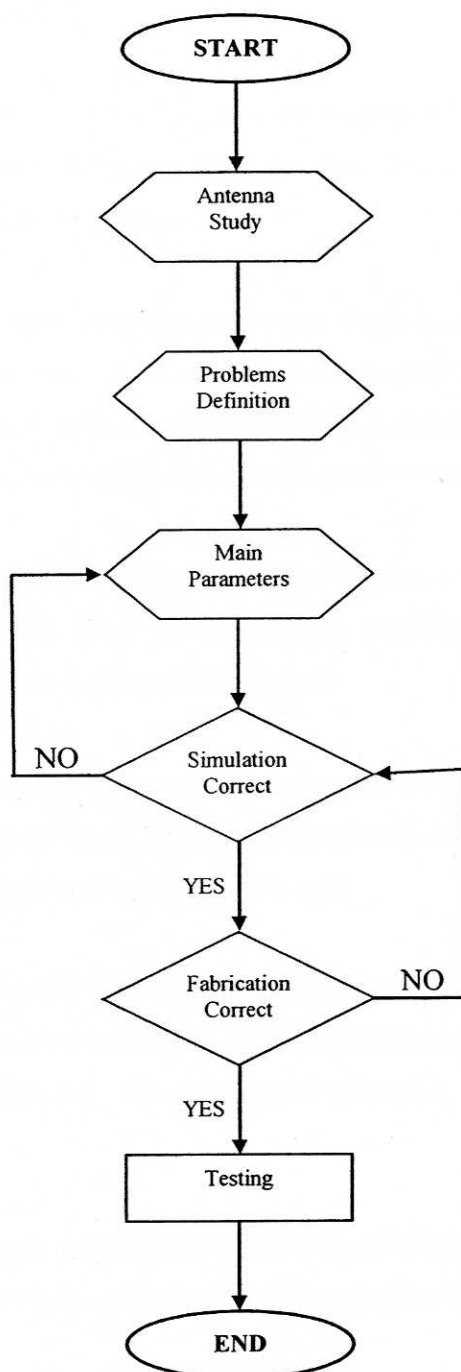 START
Antenna
Study
Problems
Definition
Main
Parameters
NO
Simulation
Correct
YES
Fabrication
Correct
NO
YES
Testing
END